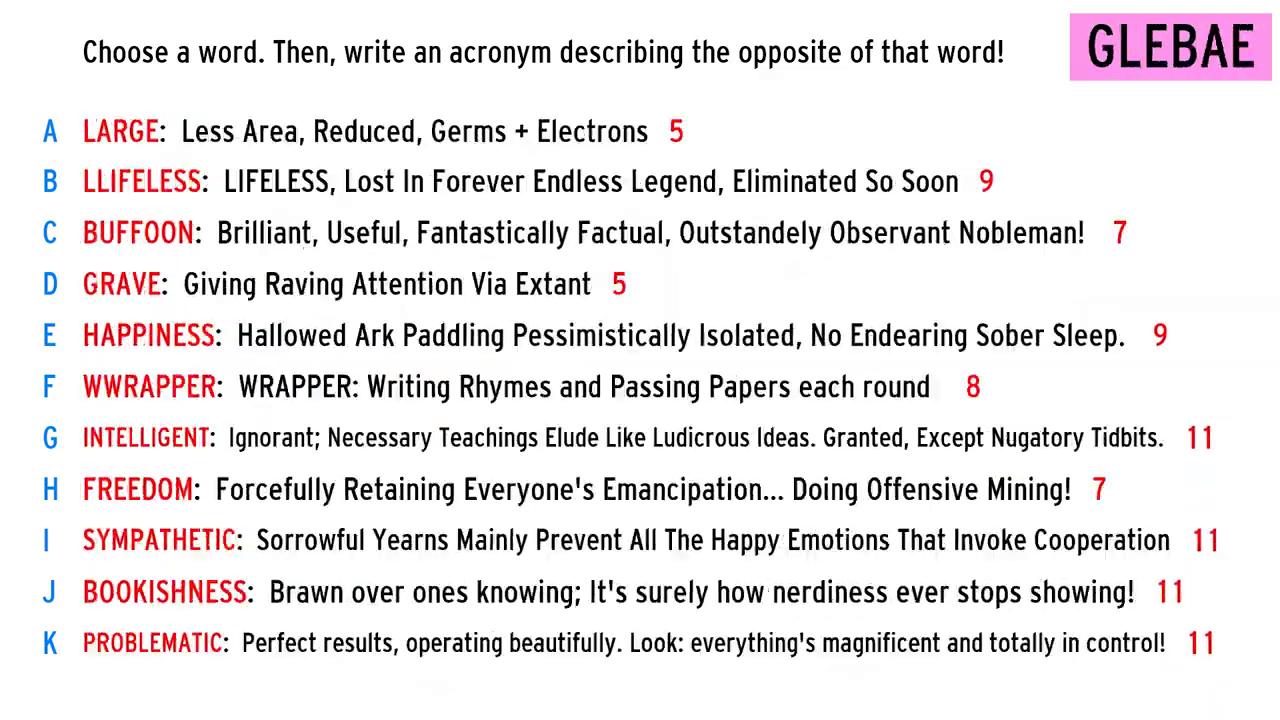 Choose a word. Then, write an acronym describing the opposite of that word!
GLEBAE
A LARGE: Less Area, Reduced, Germs + Electrons 5
B LLIFELESS: LIFELESS, Lost In Forever Endless Legend, Eliminated So Soon 9
C BUFFOON: Brilliant, Useful, Fantastically Factual, Outstandely Observant Nobleman! 7
D GRAVE: Giving Raving Attention Via Extant 5
E HAPPINESS: Hallowed Ark Paddling Pessimistically Isolated, No Endearing Sober Sleep. 9
F WWRAPPER: WRAPPER: Writing Rhymes and Passing Papers each round 8
G INTELLIGENT: Ignorant; Necessary Teachings Elude Like Ludicrous Ideas. Granted, Except Nugatory Tidbits. 11
H FREEDOM: Forcefully Retaining Everyone's Emancipation... Doing Offensive Mining! 7
I SYMPATHETIC: Sorrowful Yearns Mainly Prevent All The Happy Emotions That Invoke Cooperation 11
J BOOKISHNESS: Brawn over ones knowing; It's surely how nerdiness ever stops showing! 11
K PROBLEMATIC: Perfect results, operating beautifully. Look: everything's magnificent and totally in control! 11